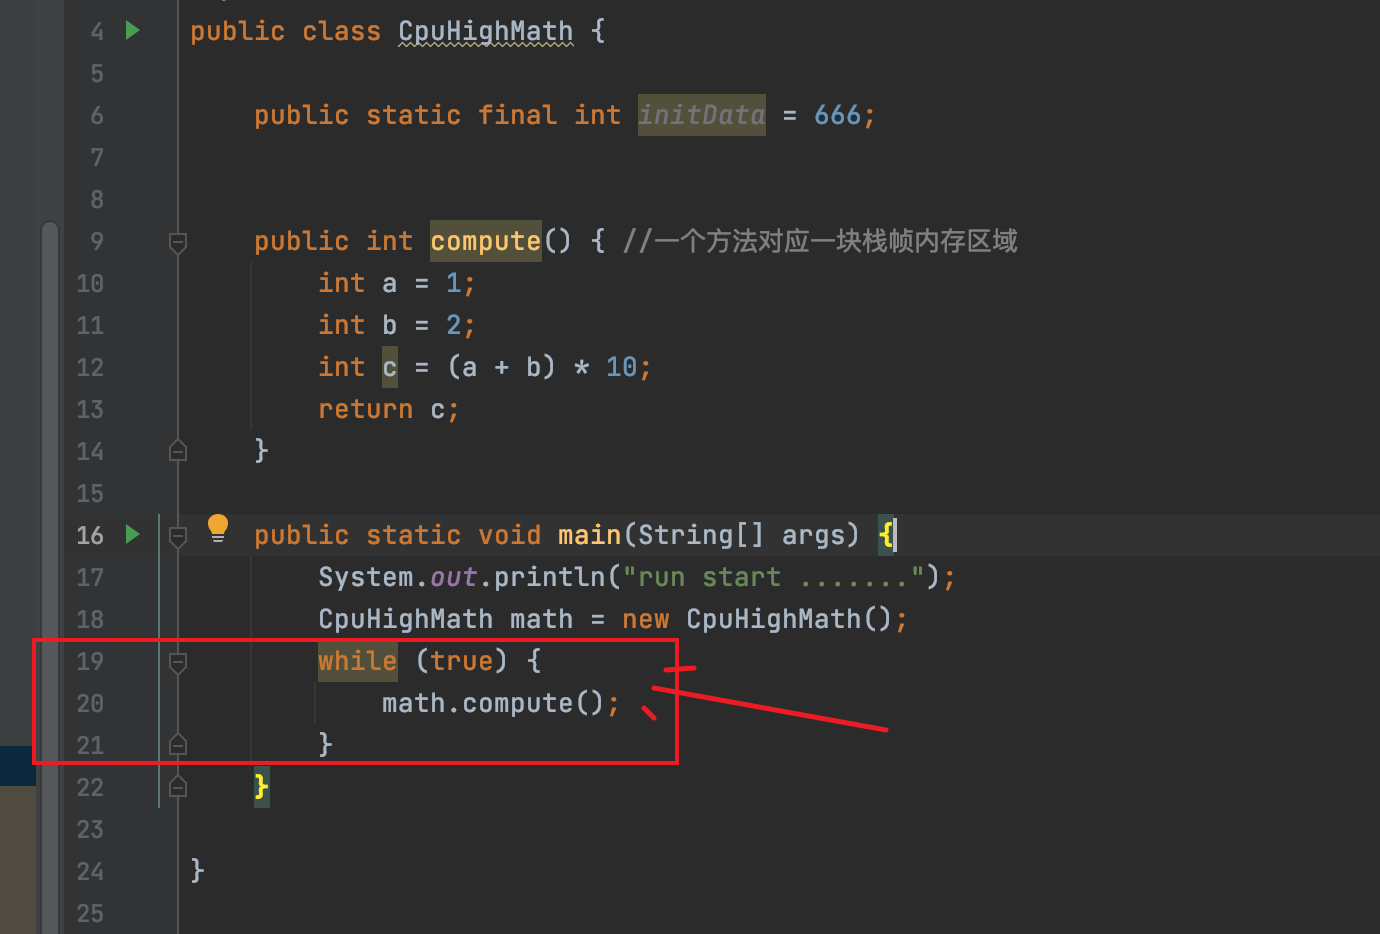 4 public class CpuHighMath {
5
6 public static final int initData = 666;
7
8
9 public int compute() { //一个方法对应一块栈帧内存区域
10 int a = 1;
11 int b = 2;
12 int c = (a + b) * 10;
13 return c;
14 }
15
16 public static void main(String[] args) {
17 System.out.println("run start .......");
18 CpuHighMath math = new CpuHighMath();
19 while (true) {
20 math.compute();
21 }
22 }
23
24 }
25